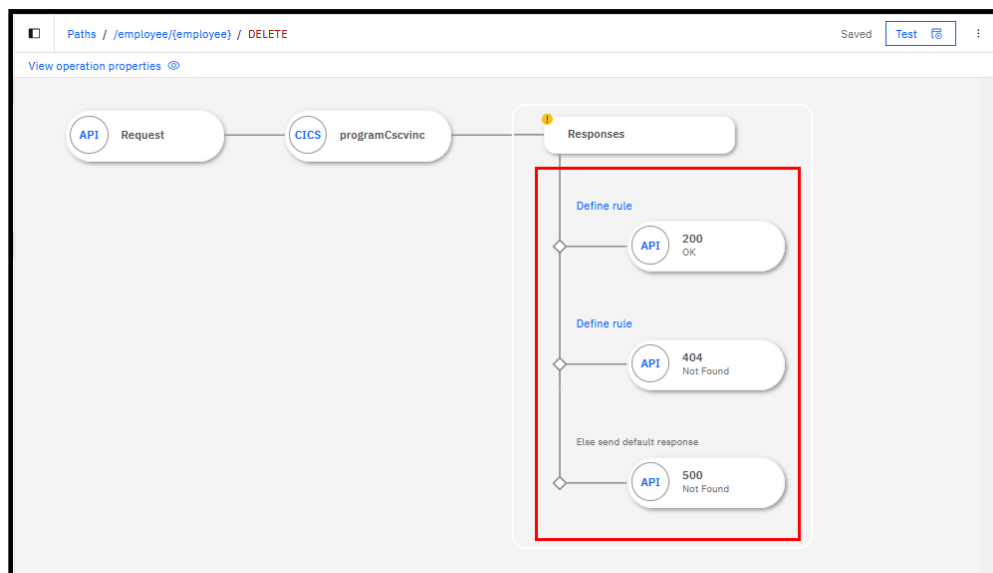 Paths / /employee/{employee} / DELETE
Saved
Test
View operation properties
API Request
CICS programCscvinc
!
Responses
Define rule
API
200
OK
Define rule
API
404
Not Found
Else send default response
API
500
Not Found